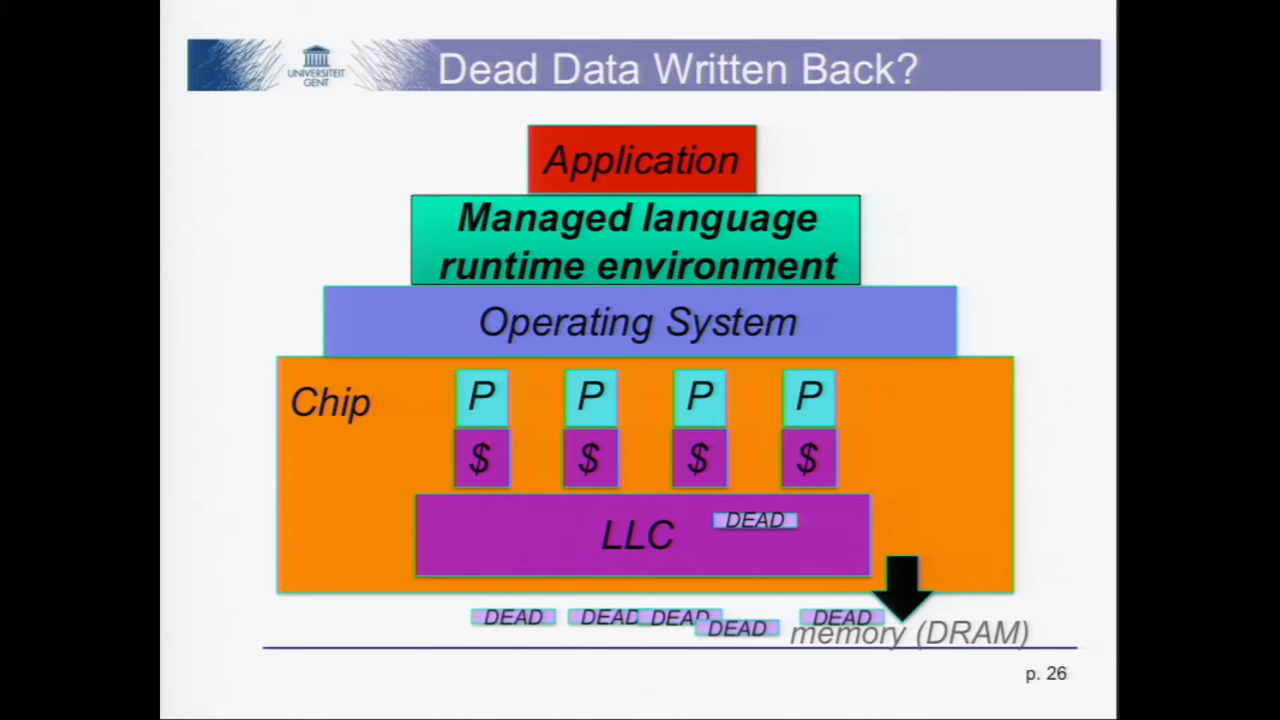 UNIVERSITEIT
GENT
Dead Data Written Back?
Application
Managed language
runtime environment
Operating System
Chip
P P P P
$ $ $ $
LLC
DEAD
DEAD DEAD DEAD DEAD DEAD
memory (DRAM)
p. 26